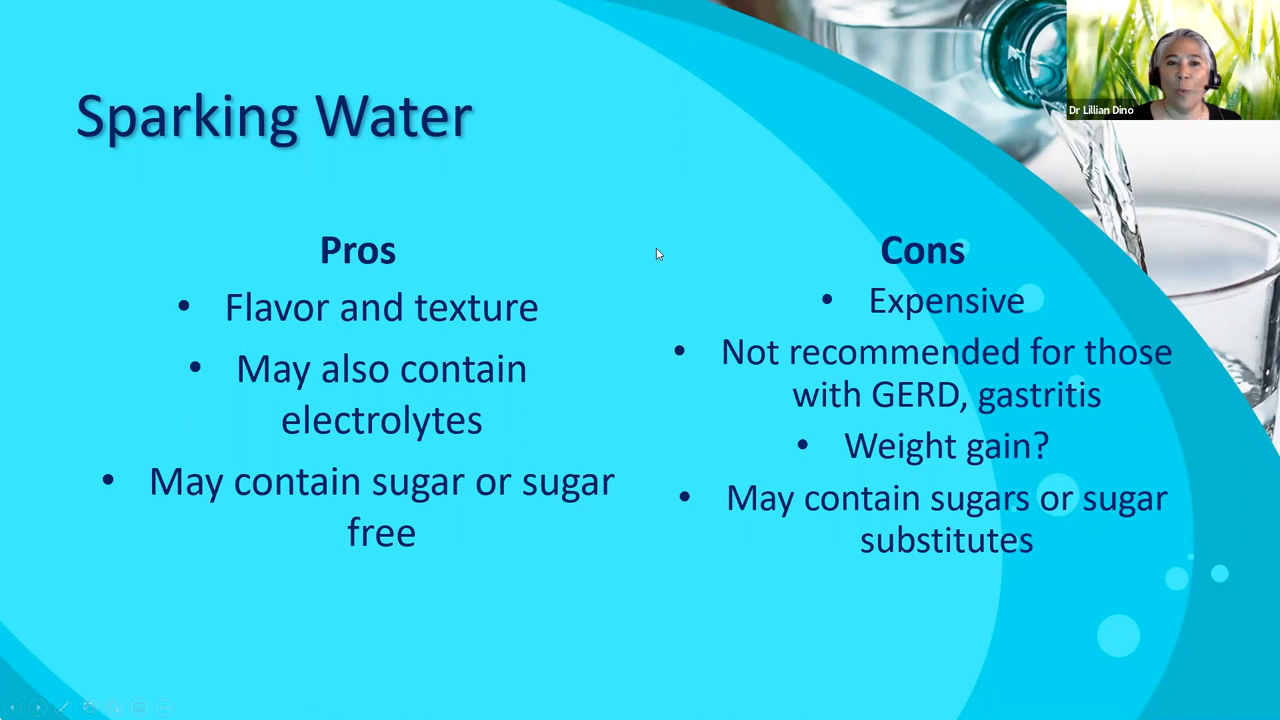 Dr Lillian Dino
Sparking Water
Pros
• Flavor and texture
• May also contain
electrolytes
• May contain sugar or sugar
free
Cons
• Expensive
• Not recommended for those
with GERD, gastritis
• Weight gain?
• May contain sugars or sugar
substitutes